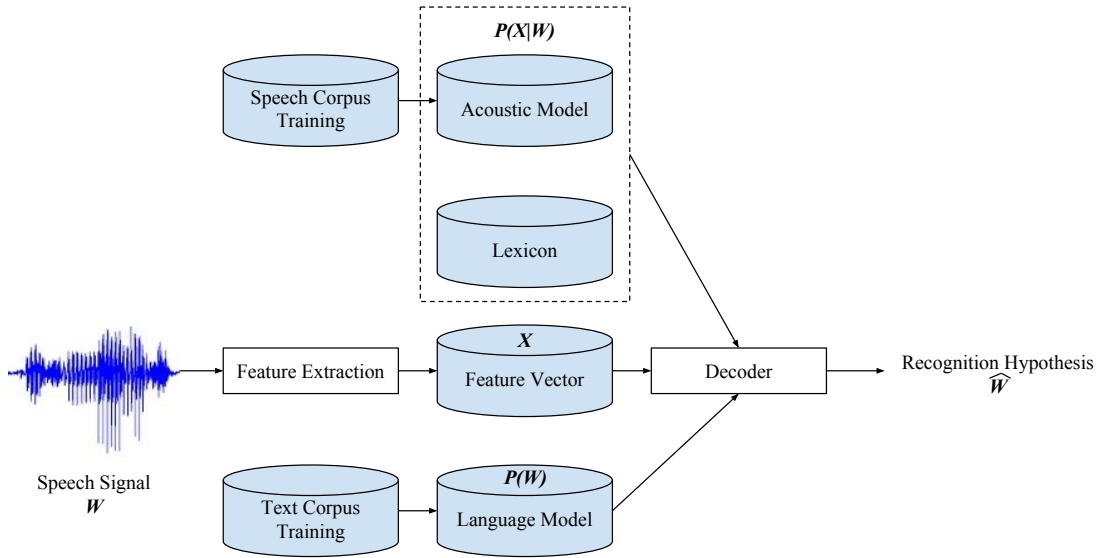 P(X|W)
Speech Corpus
Training
Acoustic Model
Lexicon
X
Feature Extraction
Feature Vector
Decoder
Recognition Hypothesis
Ŵ
Speech Signal
W
P(W)
Text Corpus
Training
Language Model